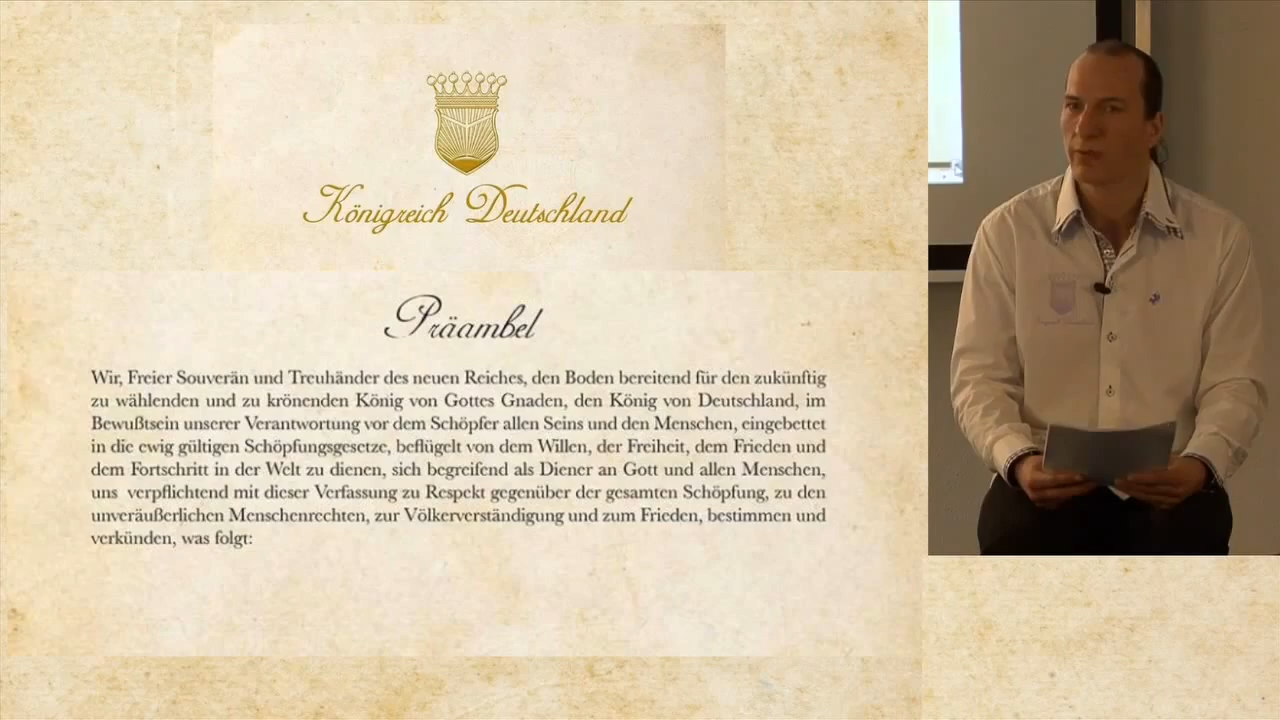 Königreich Deutschland
Präambel
Wir, Freier Souverän und Treuhänder des neuen Reiches, den Boden bereitend für den zukünftig
zu wählenden und zu krönenden König von Gottes Gnaden, den König von Deutschland, im
Bewußtsein unserer Verantwortung vor dem Schöpfer allen Seins und den Menschen, eingebettet
in die ewig gültigen Schöpfungsgesetze, beflügelt von dem Willen, der Freiheit, dem Frieden und
dem Fortschritt in der Welt zu dienen, sich begreifend als Diener an Gott und allen Menschen,
uns verpflichtend mit dieser Verfassung zu Respekt gegenüber der gesamten Schöpfung, zu den
unveräußerlichen Menschenrechten, zur Völkerverständigung und zum Frieden, bestimmen und
verkünden, was folgt: